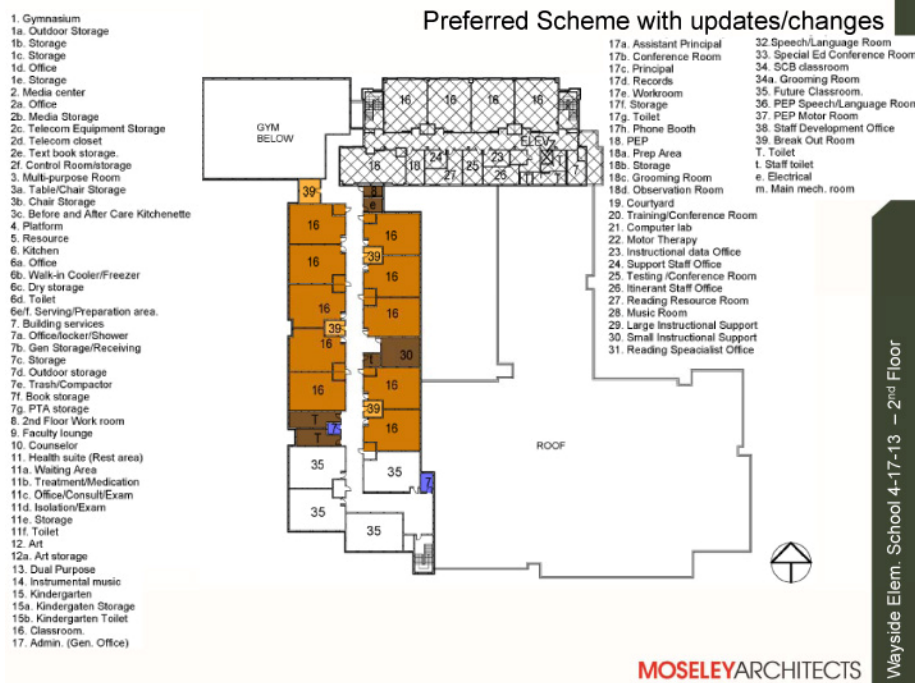 Preferred Scheme with updates/changes
1. Gymnasium
1a. Outdoor Storage
1b. Storage
1c. Storage
1d. Office
1e. Storage
2. Media center
2a. Office
2b. Media Storage
2c. Telecom Equipment Storage
2d. Telecom closet
2e. Text book storage.
2f. Control Room/storage
3. Multi-purpose Room
3a. Table/Chair Storage
3b. Chair Storage
3c. Before and After Care Kitchenette
4. Platform
5. Resource
6. Kitchen
6a. Office
6b. Walk-in Cooler/Freezer
6c. Dry storage
6d. Toilet
6e/f. Serving/Preparation area.
7. Building services
7a. Office/locker/Shower
7b. Gen Storage/Receiving
7c. Storage
7d. Outdoor storage
7e. Trash/Compactor
7f. Book storage
7g. PTA storage
8. 2nd Floor Work room
9. Faculty lounge
10. Counselor
11. Health suite (Rest area)
11a. Waiting Area
11b. Treatment/Medication
11c. Office/Consult/Exam
11d. Isolation/Exam
11e. Storage
11f. Toilet
12. Art
12a. Art storage
13. Dual Purpose
14. Instrumental music
15. Kindergarten
15a. Kindergaten Storage
15b. Kindergarten Toilet
16. Classroom.
17. Admin. (Gen. Office)
17a. Assistant Principal
17b. Conference Room
17c. Principal
17d. Records
17e. Workroom
17f. Storage
17g. Toilet
17h. Phone Booth
18. PEP
18a. Prep Area
18b. Storage
18c. Grooming Room
18d. Observation Room
19. Courtyard
20. Training/Conference Room
21. Computer lab
22. Motor Therapy
23. Instructional data Office
24. Support Staff Office
25. Testing /Conference Room
26. Itinerant Staff Office
27. Reading Resource Room
28. Music Room
29. Large Instructional Support
30. Small Instructional Support
31. Reading Speacialist Office
32.Speech/Language Room
33. Special Ed Conference Room
34. SCB classroom
34a. Grooming Room
35. Future Classroom.
36. PEP Speech/Language Room
37. PEP Motor Room
38. Staff Development Office
39. Break Out Room
T. Toilet
t. Staff toilet
e. Electrical
m. Main mech. room
GYM
BELOW
16 16 16 16
ELEV
16 18 24 27 25 23 26 7
39 8
e
16 16
39
16 16
16 16
39
16 t 30
16 16
39
T 7 16
T
35 35 7
35
35
ROOF
Wayside Elem. School 4-17-13 – 2nd Floor
MOSELEYARCHITECTS